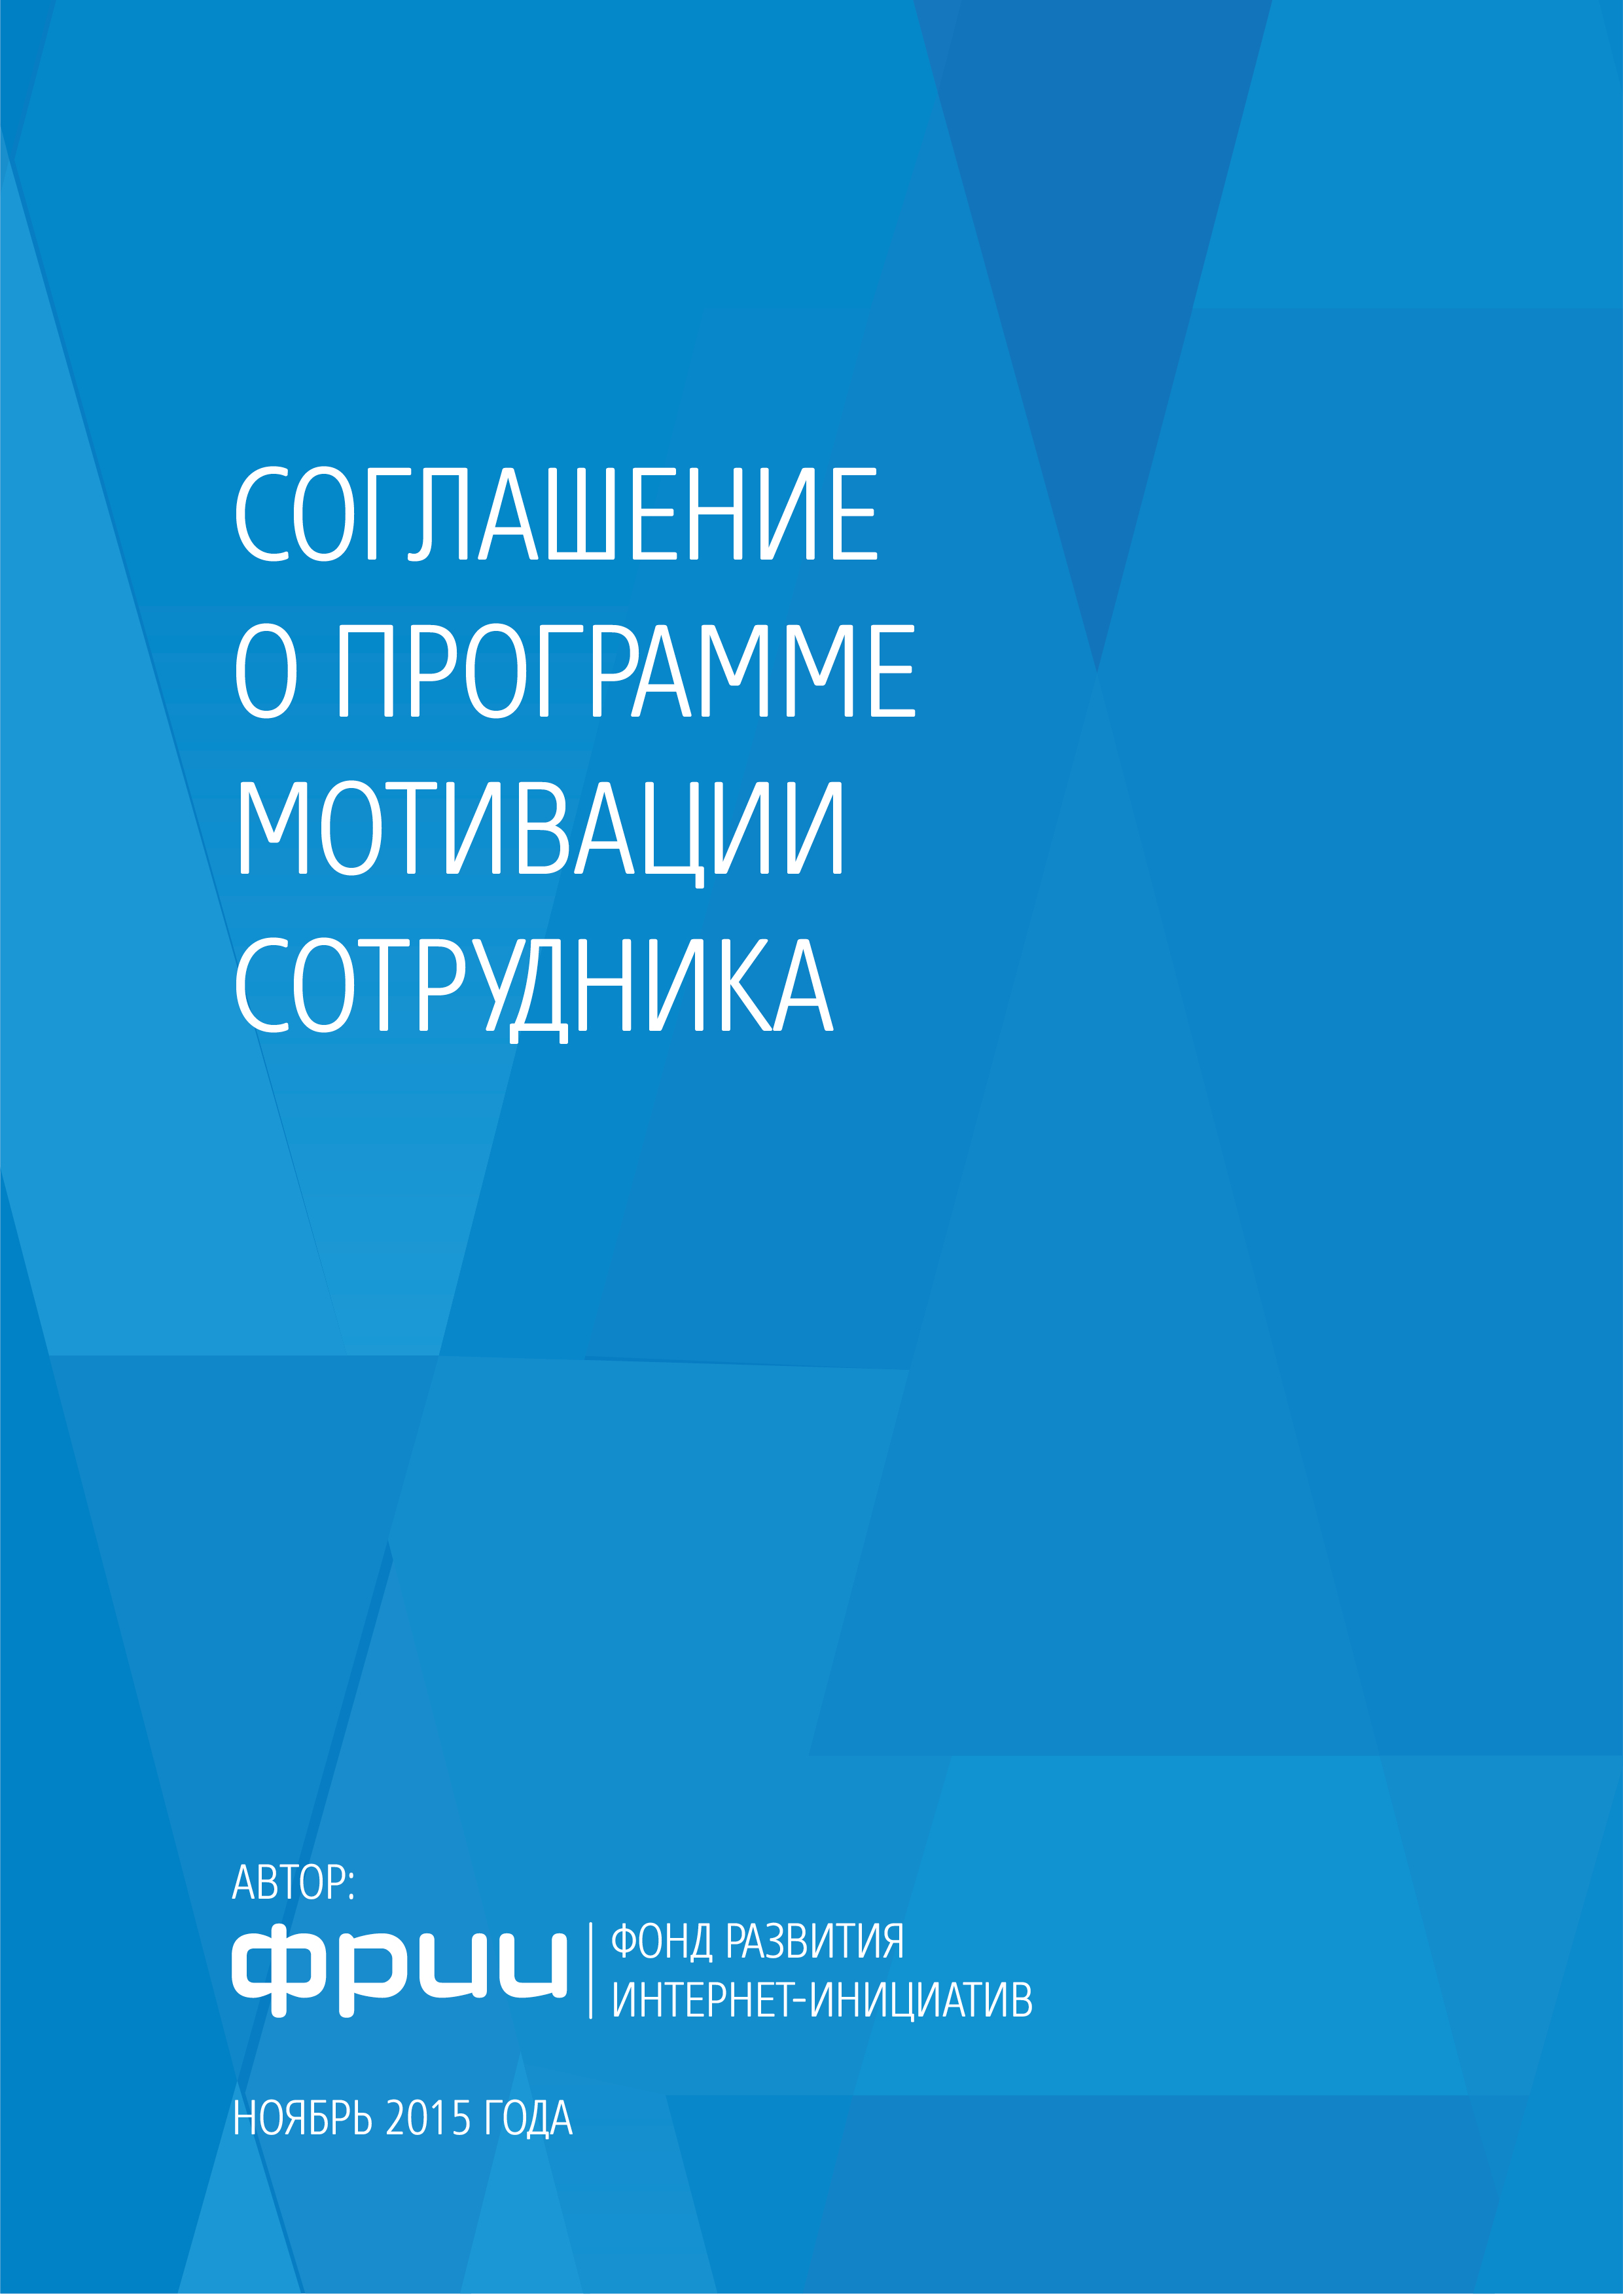 СОГЛАШЕНИЕ
О ПРОГРАММЕ
МОТИВАЦИИ
СОТРУДНИКА
АВТОР:
фрии
ФОНД РАЗВИТИЯ
ИНТЕРНЕТ-ИНИЦИАТИВ
НОЯБРЬ 2015 ГОДА